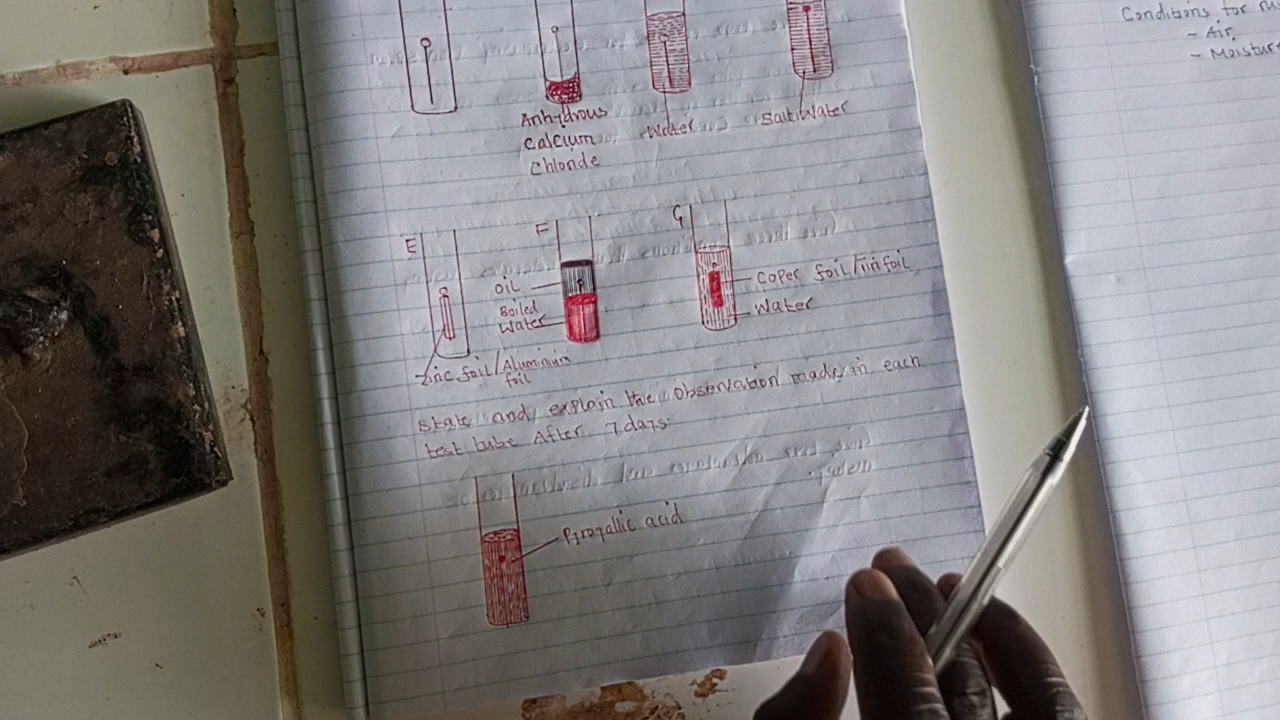 Anhydrous
Calcium
Chloride
Water
Salt Water
E
F
G
Oil
Boiled
Water
Coper foil/tin foil
Water
Zinc foil/Aluminium
foil
State and explain the Observation made in each
test tube After 7 days.
Pyrogallic acid
Conditions for
- Air
- Moisture